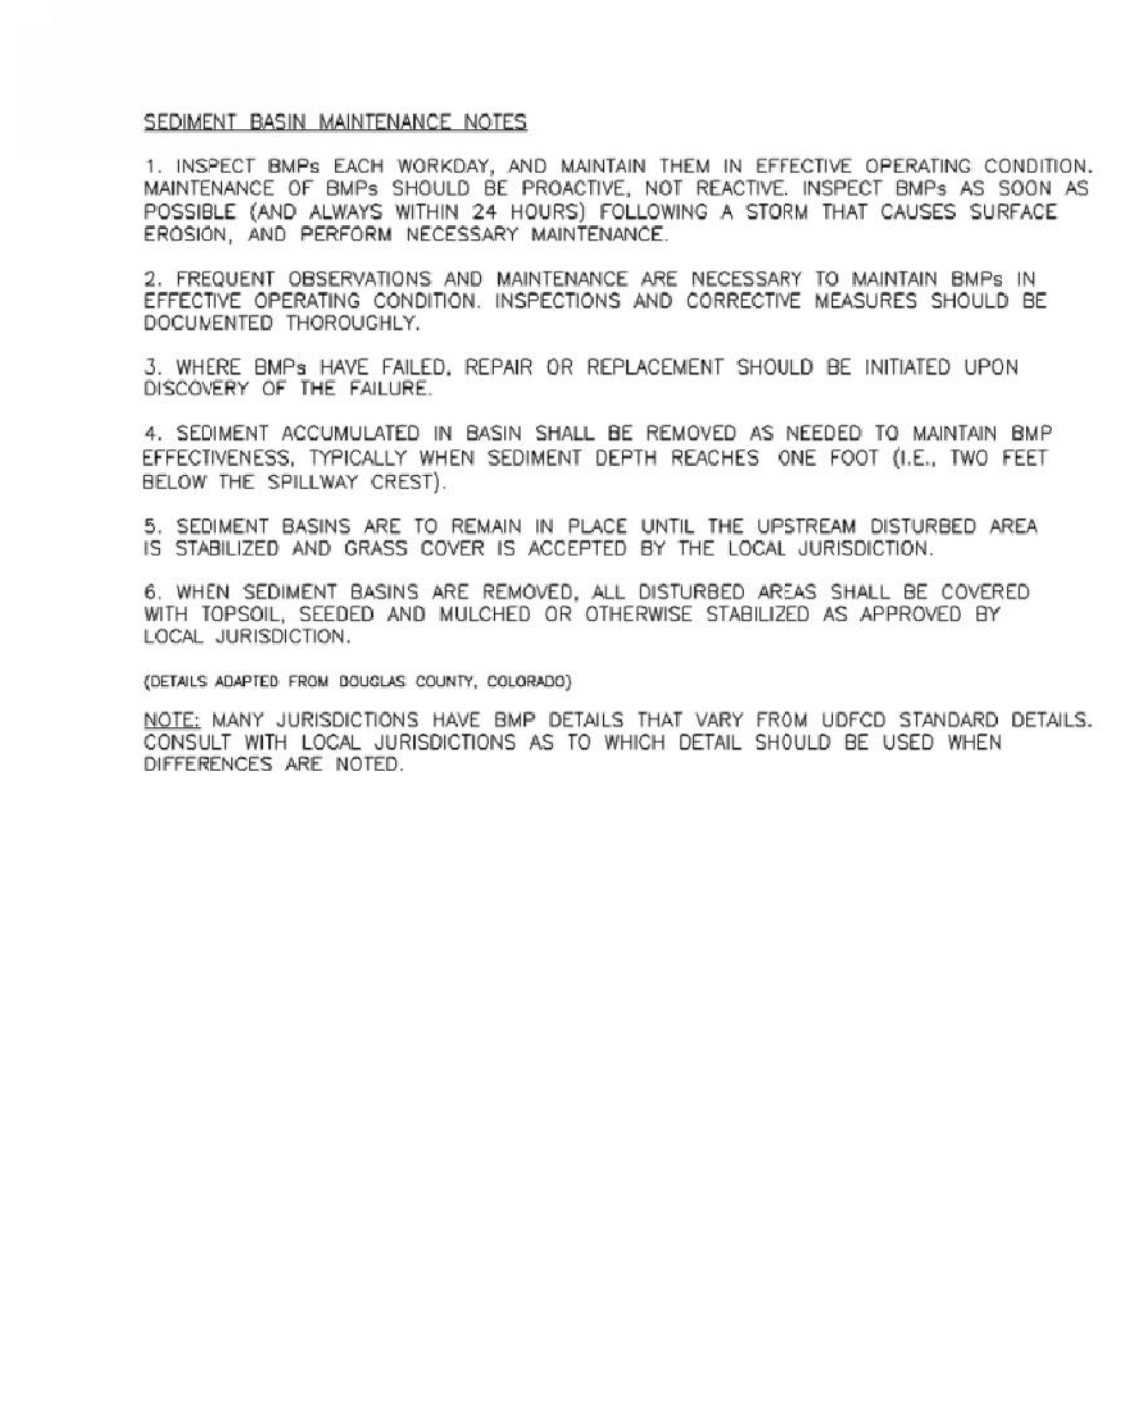 SEDIMENT BASIN MAINTENANCE NOTES
1. INSPECT BMPs EACH WORKDAY, AND MAINTAIN THEM IN EFFECTIVE OPERATING CONDITION.
MAINTENANCE OF BMPs SHOULD BE PROACTIVE, NOT REACTIVE. INSPECT BMPs AS SOON AS
POSSIBLE (AND ALWAYS WITHIN 24 HOURS) FOLLOWING A STORM THAT CAUSES SURFACE
EROSION, AND PERFORM NECESSARY MAINTENANCE.
2. FREQUENT OBSERVATIONS AND MAINTENANCE ARE NECESSARY TO MAINTAIN BMPs IN
EFFECTIVE OPERATING CONDITION. INSPECTIONS AND CORRECTIVE MEASURES SHOULD BE
DOCUMENTED THOROUGHLY.
3. WHERE BMPs HAVE FAILED, REPAIR OR REPLACEMENT SHOULD BE INITIATED UPON
DISCOVERY OF THE FAILURE.
4. SEDIMENT ACCUMULATED IN BASIN SHALL BE REMOVED AS NEEDED TO MAINTAIN BMP
EFFECTIVENESS, TYPICALLY WHEN SEDIMENT DEPTH REACHES ONE FOOT (I.E., TWO FEET
BELOW THE SPILLWAY CREST).
5. SEDIMENT BASINS ARE TO REMAIN IN PLACE UNTIL THE UPSTREAM DISTURBED AREA
IS STABILIZED AND GRASS COVER IS ACCEPTED BY THE LOCAL JURISDICTION.
6. WHEN SEDIMENT BASINS ARE REMOVED, ALL DISTURBED AREAS SHALL BE COVERED
WITH TOPSOIL, SEEDED AND MULCHED OR OTHERWISE STABILIZED AS APPROVED BY
LOCAL JURISDICTION.
(DETAILS ADAPTED FROM DOUGLAS COUNTY, COLORADO)
NOTE: MANY JURISDICTIONS HAVE BMP DETAILS THAT VARY FROM UDFCD STANDARD DETAILS.
CONSULT WITH LOCAL JURISDICTIONS AS TO WHICH DETAIL SHOULD BE USED WHEN
DIFFERENCES ARE NOTED.